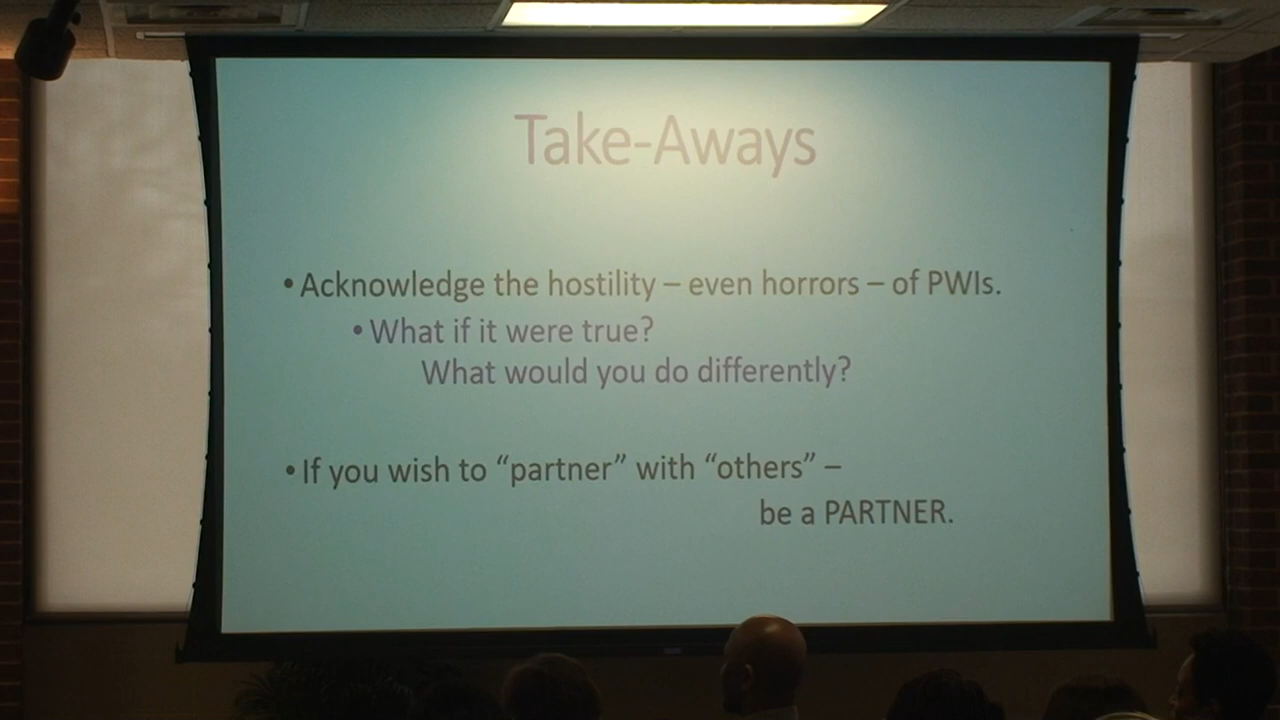 Take-Aways
• Acknowledge the hostility – even horrors – of PWIs.
• What if it were true?
What would you do differently?
• If you wish to “partner” with “others” –
be a PARTNER.